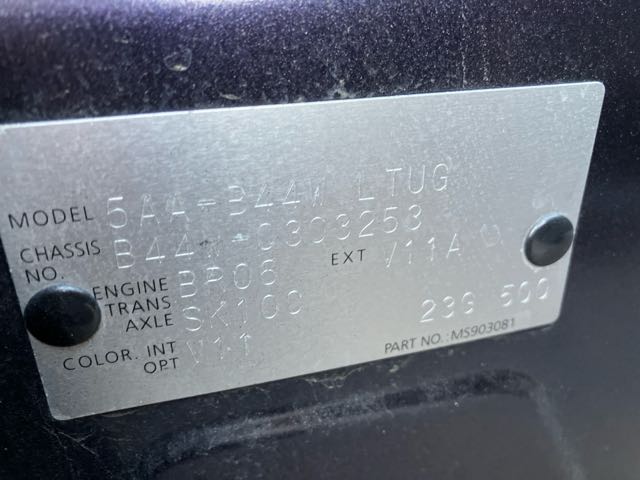 MODEL 5AA-B44W LTUG
CHASSIS NO. B44W-0303253
ENGINE BR06 EXT V11A
TRANS AXLE SK100 239 500
COLOR. INT V11
OPT PART NO.:MS903081